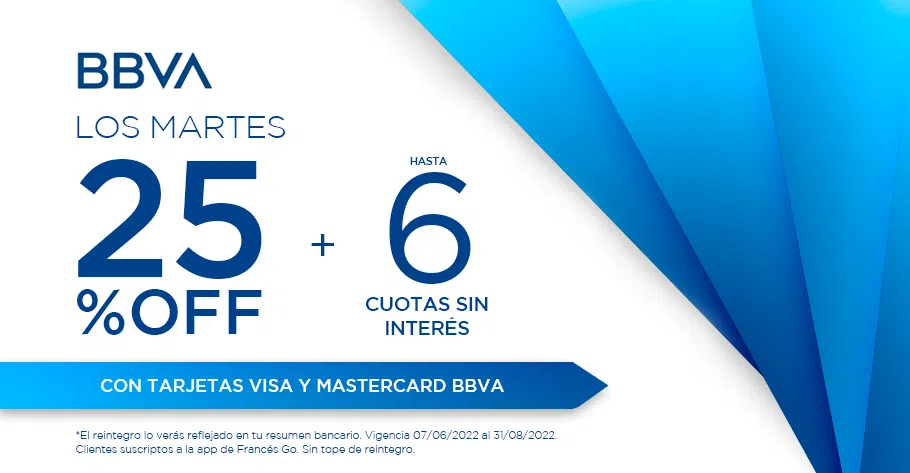 BBVA
LOS MARTES
25
%OFF
+
HASTA
6
CUOTAS SIN
INTERÉS
CON TARJETAS VISA Y MASTERCARD BBVA
*El reintegro lo verás reflejado en tu resumen bancario. Vigencia 07/06/2022 al 31/08/2022.
Clientes suscriptos a la app de Francés Go. Sin tope de reintegro.